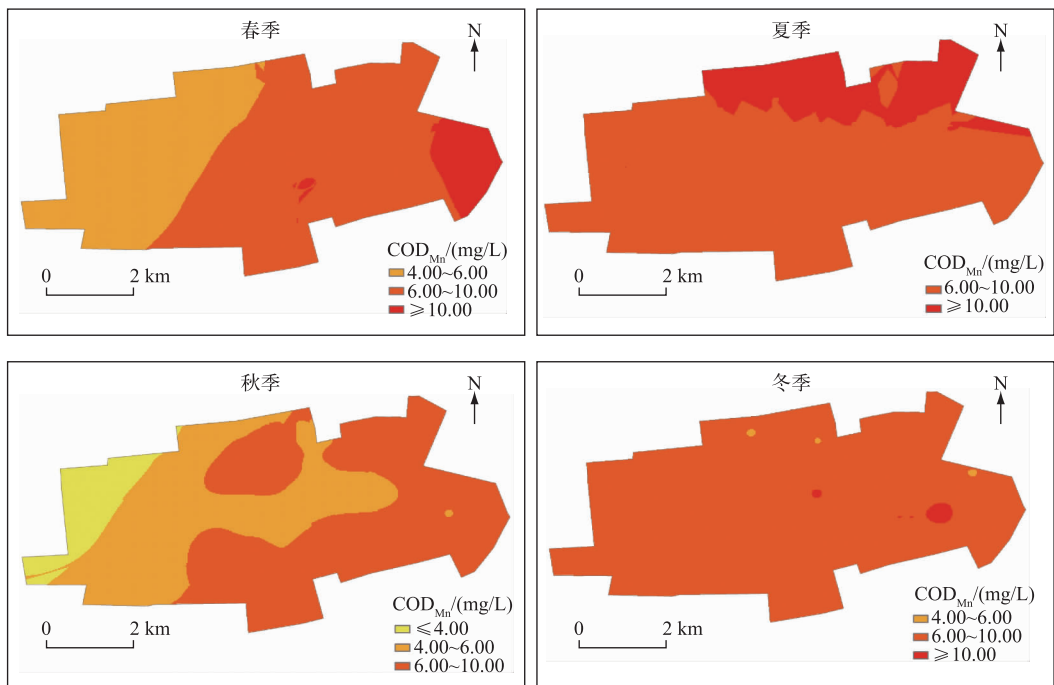 春季
N
0 2 km
COD_Mn/(mg/L)
4.00~6.00
6.00~10.00
≥10.00
夏季
N
0 2 km
COD_Mn/(mg/L)
6.00~10.00
≥10.00
秋季
N
0 2 km
COD_Mn/(mg/L)
≤4.00
4.00~6.00
6.00~10.00
冬季
N
0 2 km
COD_Mn/(mg/L)
4.00~6.00
6.00~10.00
≥10.00